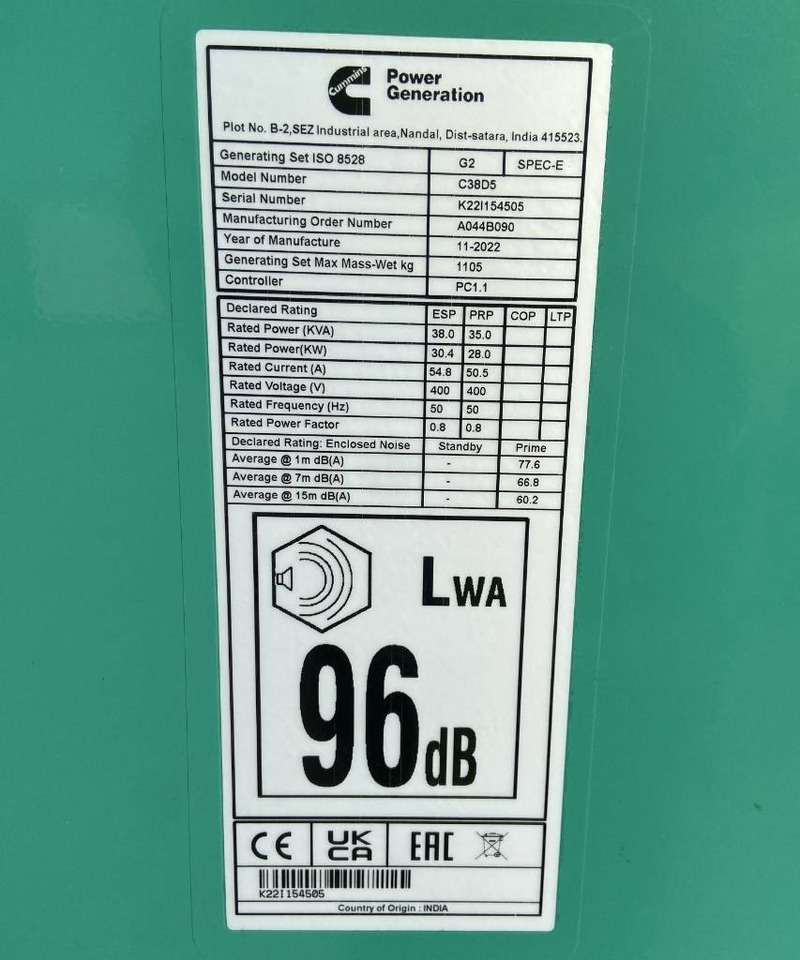 Cummins
Power
Generation
Plot No. B-2,SEZ Industrial area,Nandal, Dist-satara, India 415523.
Generating Set ISO 8528 G2 SPEC-E
Model Number C38D5
Serial Number K22I154505
Manufacturing Order Number A044B090
Year of Manufacture 11-2022
Generating Set Max Mass-Wet kg 1105
Controller PC1.1
Declared Rating ESP PRP COP LTP
Rated Power (KVA) 38.0 35.0
Rated Power(KW) 30.4 28.0
Rated Current (A) 54.8 50.5
Rated Voltage (V) 400 400
Rated Frequency (Hz) 50 50
Rated Power Factor 0.8 0.8
Declared Rating: Enclosed Noise Standby Prime
Average @ 1m dB(A) - 77.6
Average @ 7m dB(A) - 66.8
Average @ 15m dB(A) - 60.2
LWA
96 dB
CE UK CA EAC
K22I154505
Country of Origin : INDIA